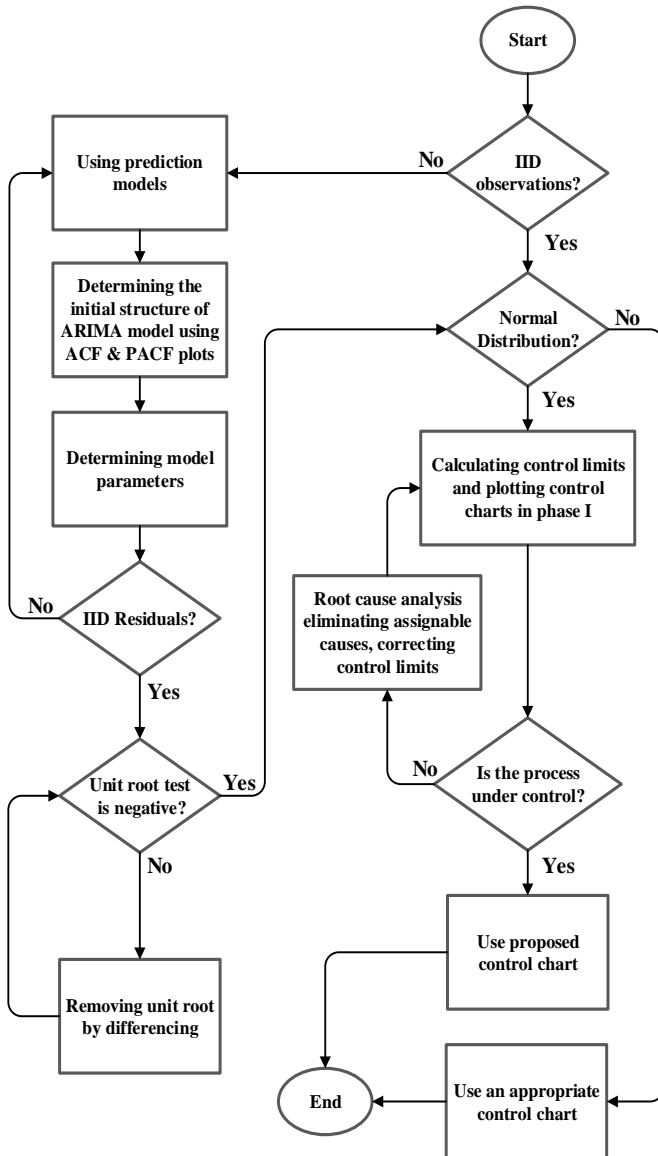 Start
IID
observations?
No
Yes
Using prediction
models
Determining the
initial structure of
ARIMA model using
ACF & PACF plots
Determining model
parameters
IID Residuals?
No
Yes
Unit root test
is negative?
Yes
No
Removing unit root
by differencing
Normal
Distribution?
No
Yes
Calculating control limits
and plotting control
charts in phase I
Root cause analysis
eliminating assignable
causes, correcting
control limits
Is the process
under control?
No
Yes
Use proposed
control chart
Use an appropriate
control chart
End